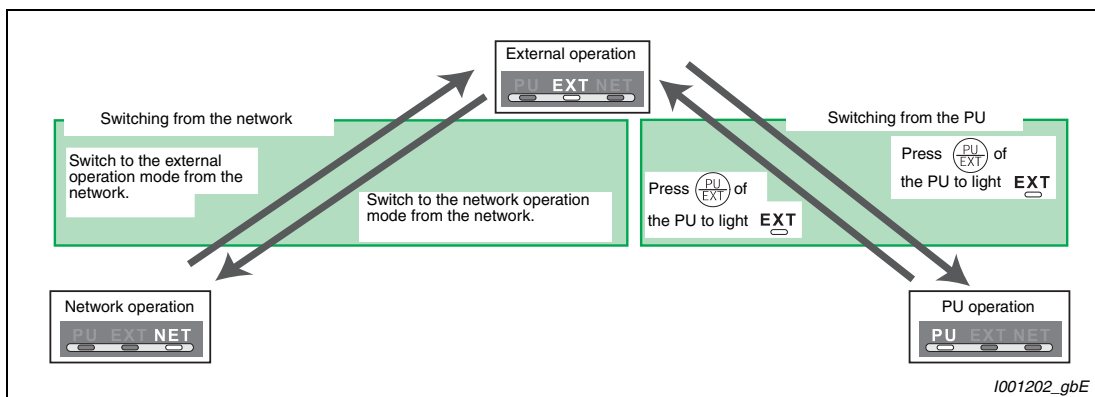 External operation
PU EXT NET
Switching from the network
Switching from the PU
Switch to the external
operation mode from the
network.
Switch to the network operation
mode from the network.
Press PU/EXT of
the PU to light EXT
Press PU/EXT of
the PU to light EXT
Network operation
PU EXT NET
PU operation
PU EXT NET
I001202_gbE